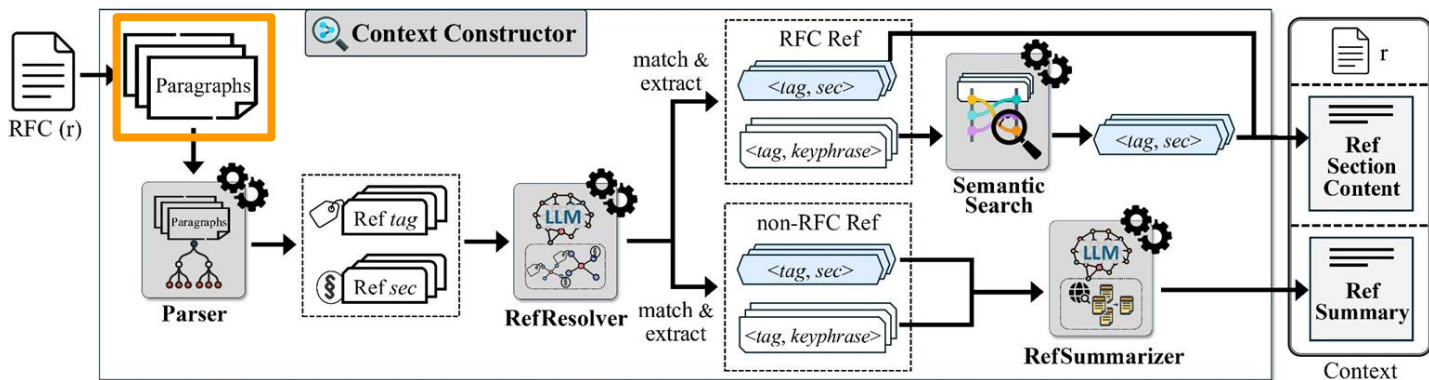 Context Constructor
RFC (r)
Paragraphs
Paragraphs
Parser
Ref tag
§
Ref sec
LLM
§
RefResolver
match &
extract
match &
extract
RFC Ref
<tag, sec>
<tag, keyphrase>
non-RFC Ref
<tag, sec>
<tag, keyphrase>
Semantic
Search
<tag, sec>
LLM
RefSummarizer
r
Ref
Section
Content
Ref
Summary
Context